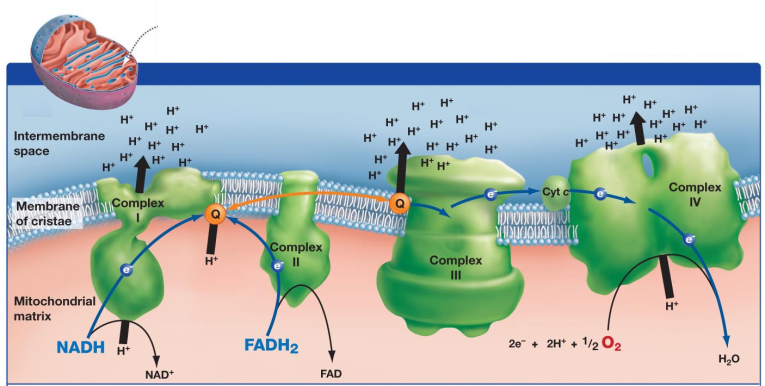 Intermembrane
space
H⁺ H⁺ H⁺ H⁺ H⁺ H⁺ H⁺ H⁺ H⁺ H⁺
H⁺ H⁺ H⁺ H⁺ H⁺ H⁺ H⁺ H⁺ H⁺ H⁺ H⁺ H⁺
H⁺ H⁺ H⁺ H⁺ H⁺ H⁺ H⁺ H⁺ H⁺ H⁺ H⁺ H⁺
Membrane
of cristae
Complex
I
Q
H⁺
Complex
II
Q
e⁻
Cyt c
e⁻
Complex
IV
e⁻
Complex
III
e⁻
e⁻
Mitochondrial
matrix
H⁺
NADH
H⁺
NAD⁺
FADH₂
FAD
2e⁻ + 2H⁺ + 1/2 O₂
H₂O